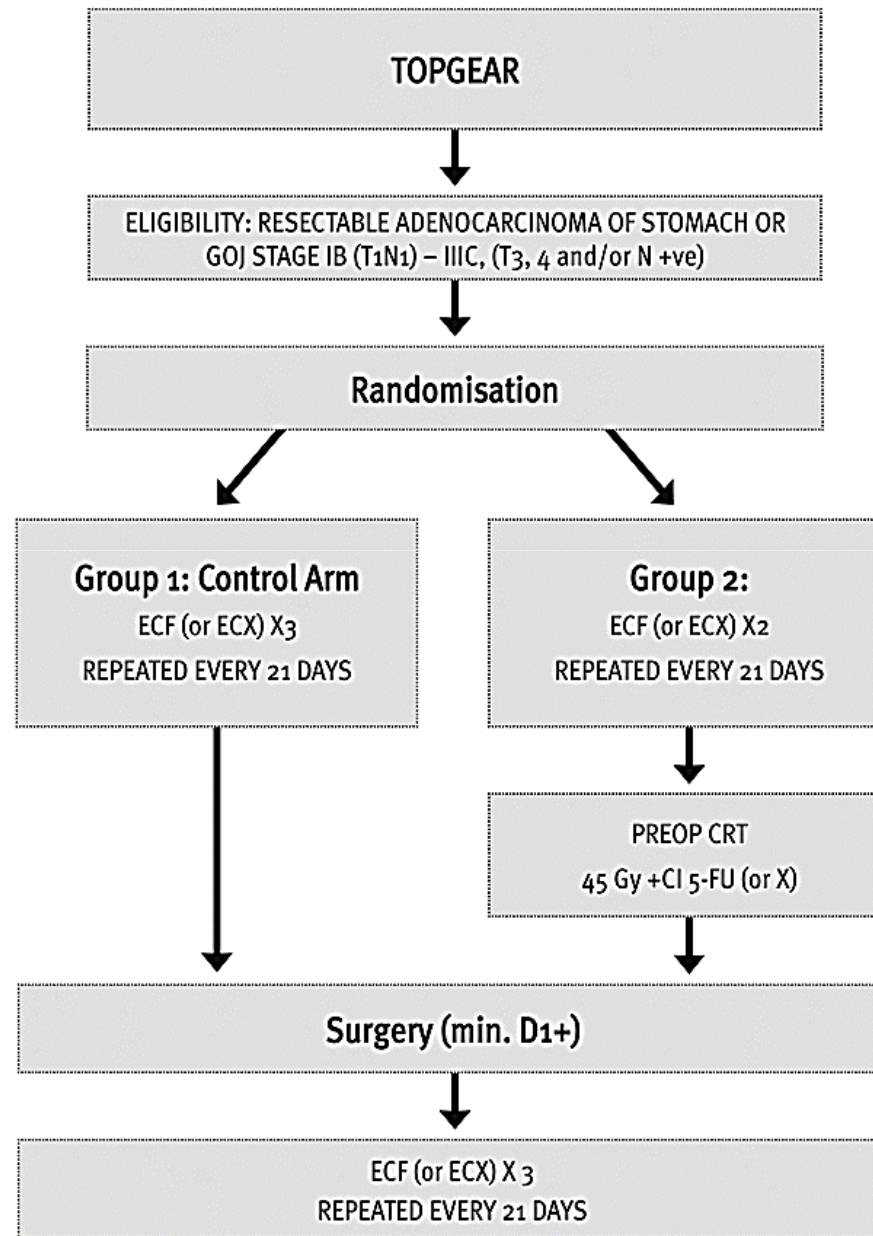 TOPGEAR
ELIGIBILITY: RESECTABLE ADENOCARCINOMA OF STOMACH OR
GOJ STAGE IB (T1N1) – IIIC, (T3, 4 and/or N +ve)
Randomisation
Group 1: Control Arm
ECF (or ECX) X3
REPEATED EVERY 21 DAYS
Group 2:
ECF (or ECX) X2
REPEATED EVERY 21 DAYS
PREOP CRT
45 Gy +CI 5-FU (or X)
Surgery (min. D1+)
ECF (or ECX) X 3
REPEATED EVERY 21 DAYS